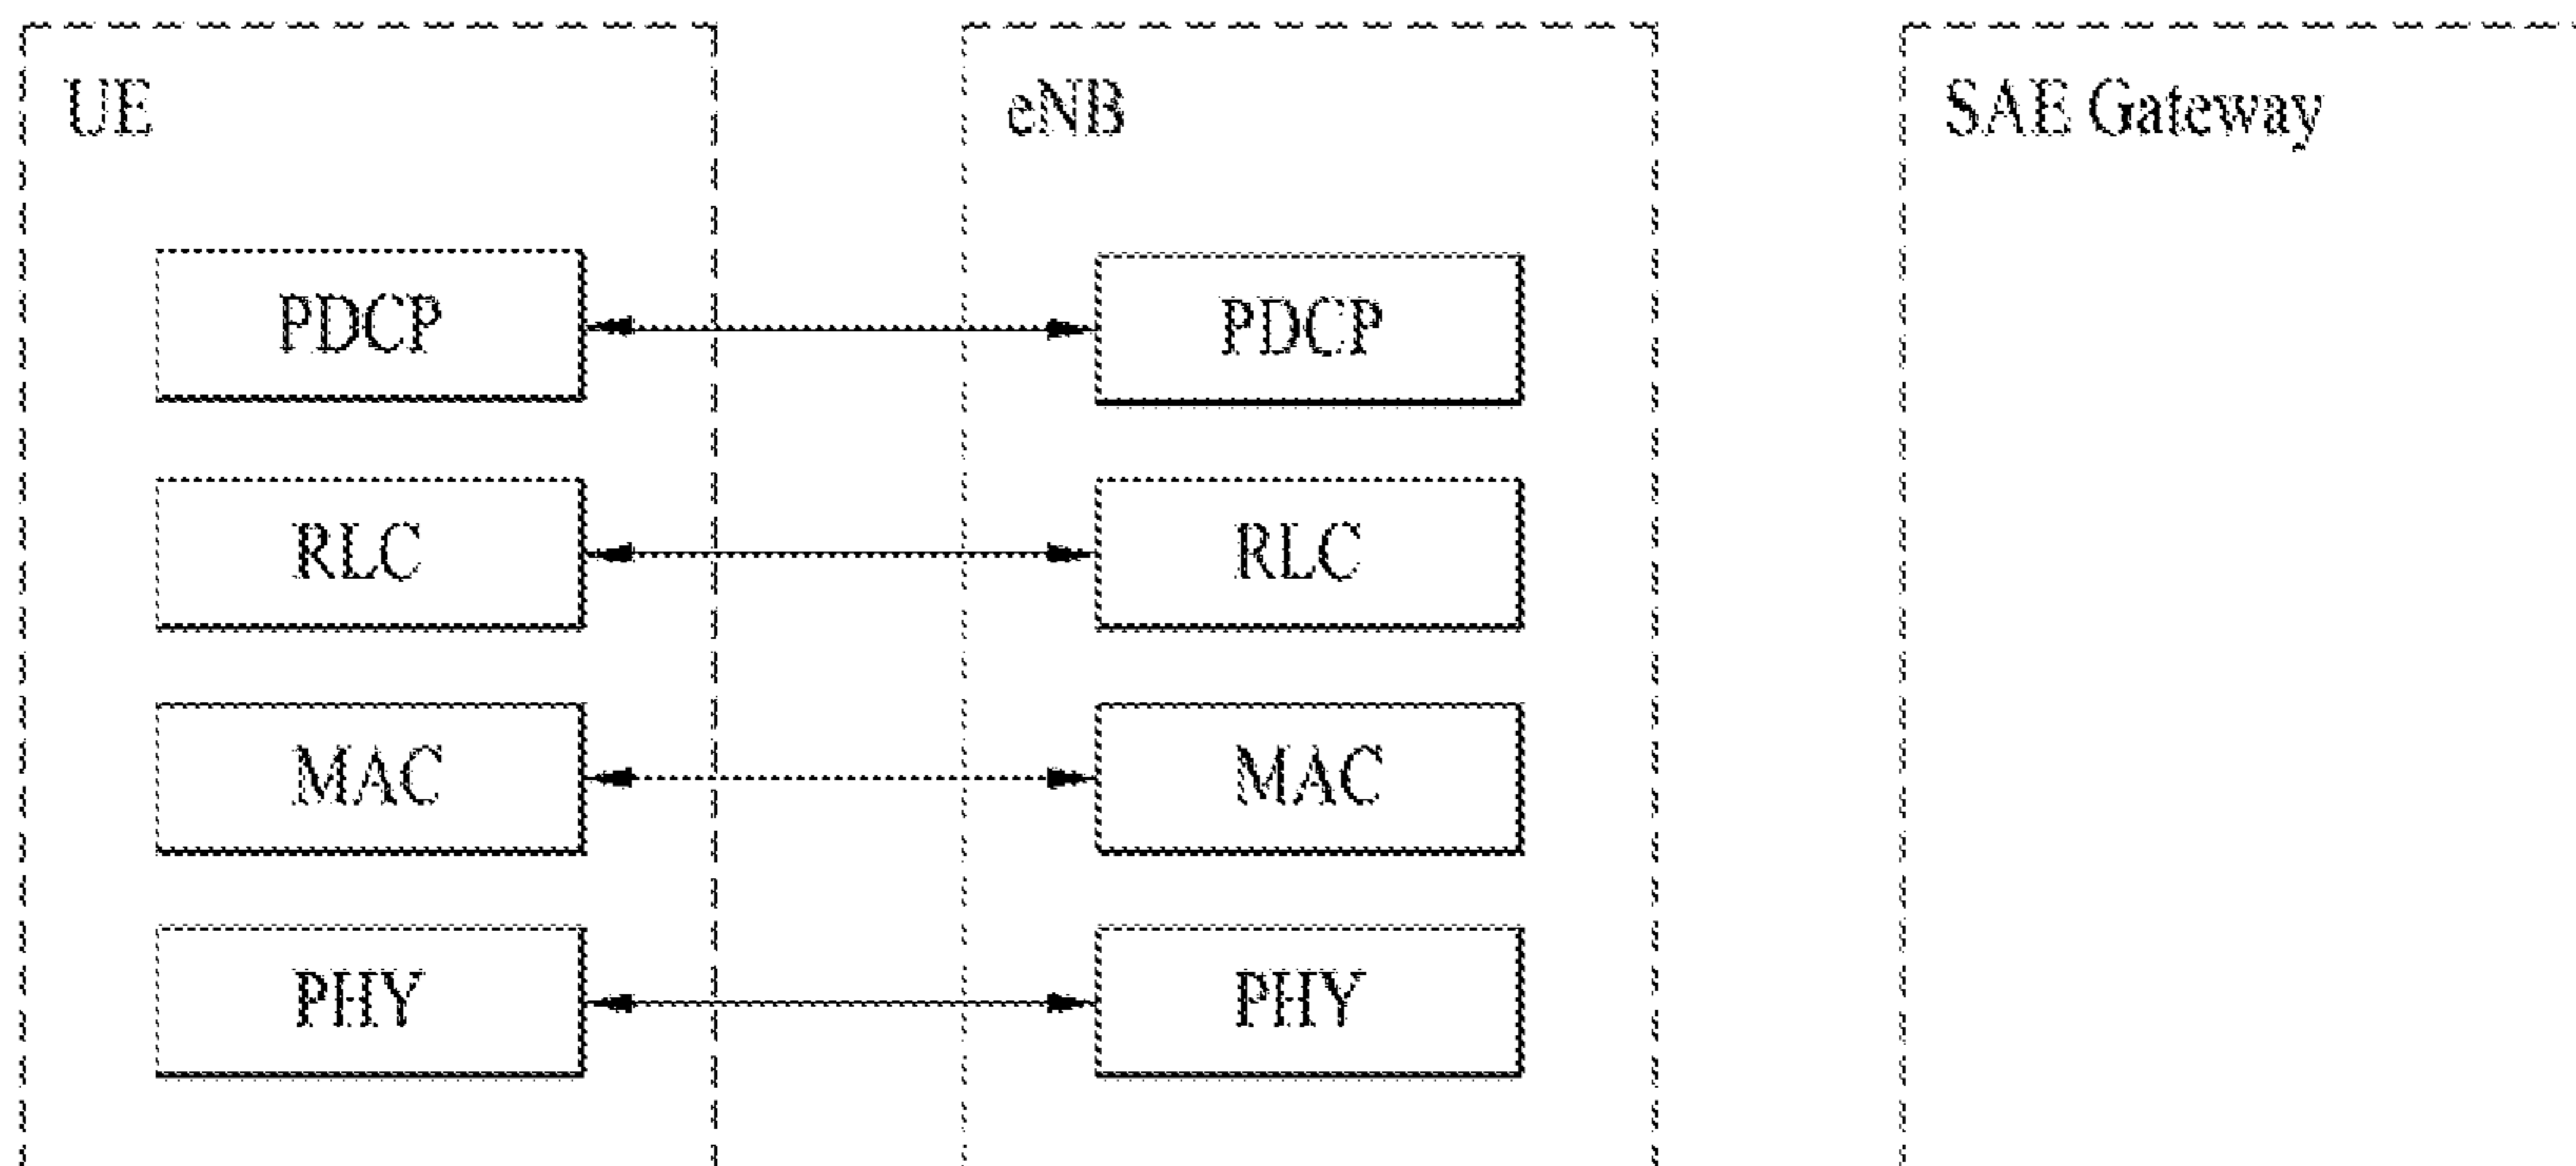 UE
eNB
SAE Gateway
PDCP
PDCP
RLC
RLC
MAC
MAC
PHY
PHY